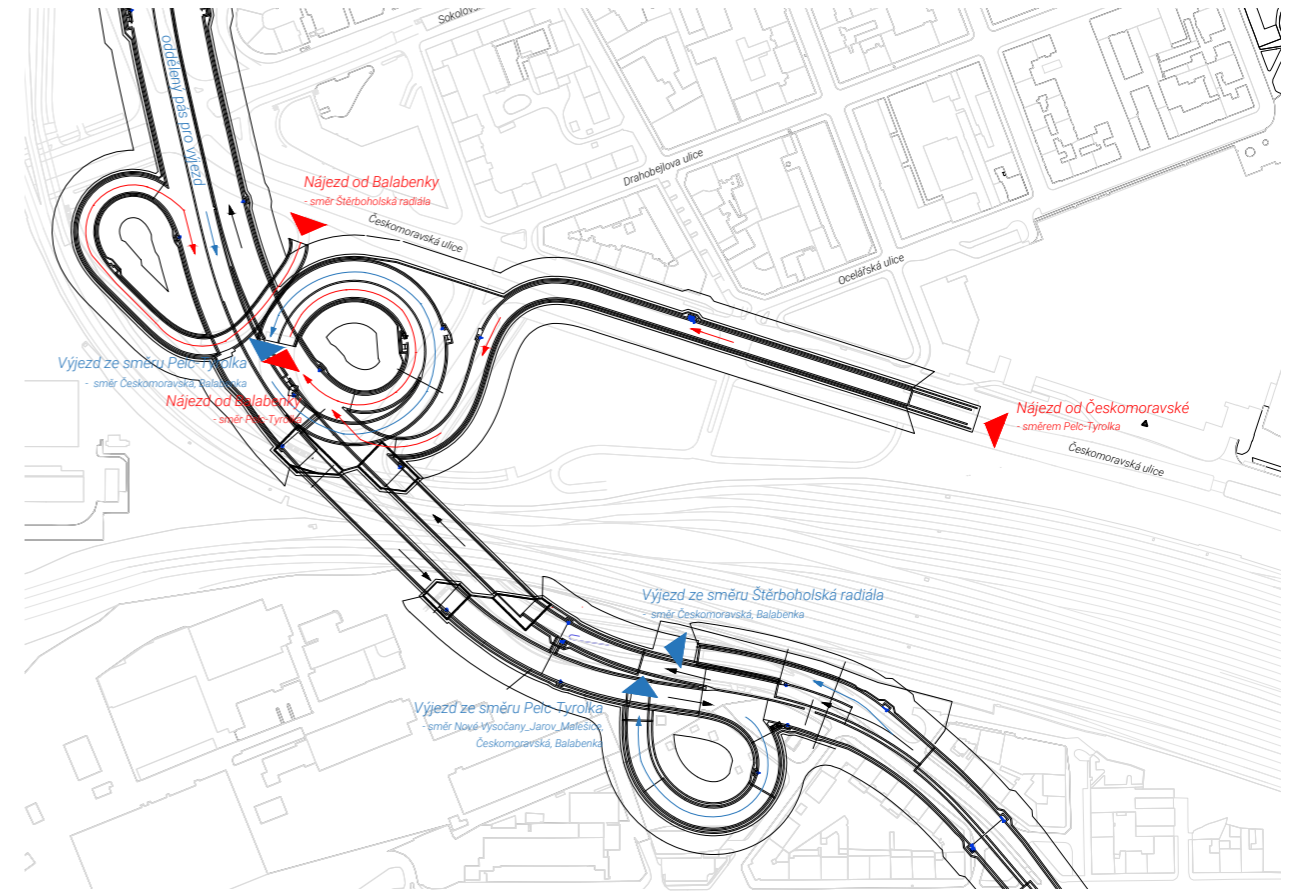 Sokolovs
oddělený pás pro výjezd
Drahobejlova ulice
Nájezd od Balabenky
- směr Štěrboholská radiála
Českomoravská ulice
Ocelářská ulice
Výjezd ze směru Pelc-Tyrolka
- směr Českomoravská, Balabenka
Nájezd od Balabenky
- směr Pelc-Tyrolka
Nájezd od Českomoravské
- směrem Pelc-Tyrolka
Českomoravská ulice
Výjezd ze směru Štěrboholská radiála
- směr Českomoravská, Balabenka
Výjezd ze směru Pelc Tyrolka
- směr Nové Vysočany_Jarov_Malešice,
Českomoravská, Balabenka